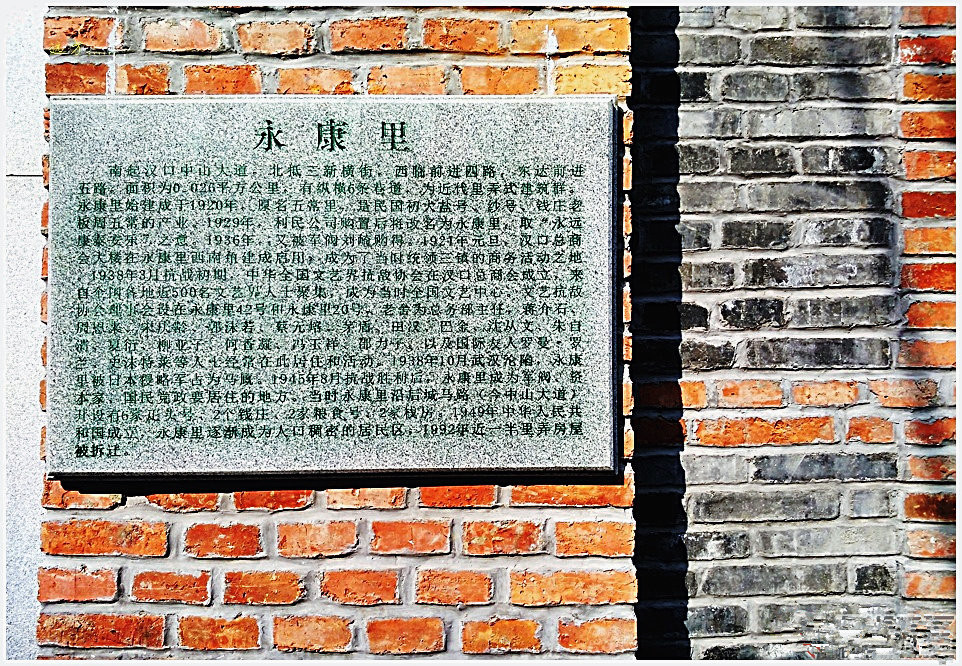 永康里
南起汉口中山大道,北抵三新横街,西临前进四路,东达前进
五路,面积为0.026平方公里,有纵横6条巷道,为近代里弄式建筑群。
永康里始建成于1920年,原名五常里,是民国初大盐号、纱号、钱庄老
板周五常的产业。1929年,利民公司购置后将改名为永康里,取“永远
康泰安乐”之意。1936年,又被军阀刘 购得。1921年元旦,汉口总商
会大楼在永康里西南角建成启用,成为了当时统领三镇的商务活动之地
。1938年3月抗战初期,中华全国文艺界抗敌协会在汉口总商会成立,来
自全国各地近500名文艺界人士聚集,成为当时全国文艺中心,文艺抗敌
协会理事会设在永康里42号和永康里20号,老舍为总务部主任,蒋介石、
周恩来、宋庆龄、郭沫若、蔡元培、茅盾、田汉、巴金、沈从文、朱自
清、夏衍、柳亚子、何香凝、冯玉祥、邵力子、以及国际友人罗曼·罗
兰、史沫特莱等人士经常在此居住和活动。1938年10月武汉沦陷,永康
里被日本侵略军占为马厩。1945年8月抗战胜利后,永康里成为军阀、资
本家、国民党政要居住的地方。当时永康里沿后城马路(今中山大道)
开设有6家 头号、2个钱庄、2家粮食号、2家栈房。1949年中华人民共
和国成立,永康里逐渐成为人口稠密的居民区,1992年近一半里弄房屋
被拆迁。